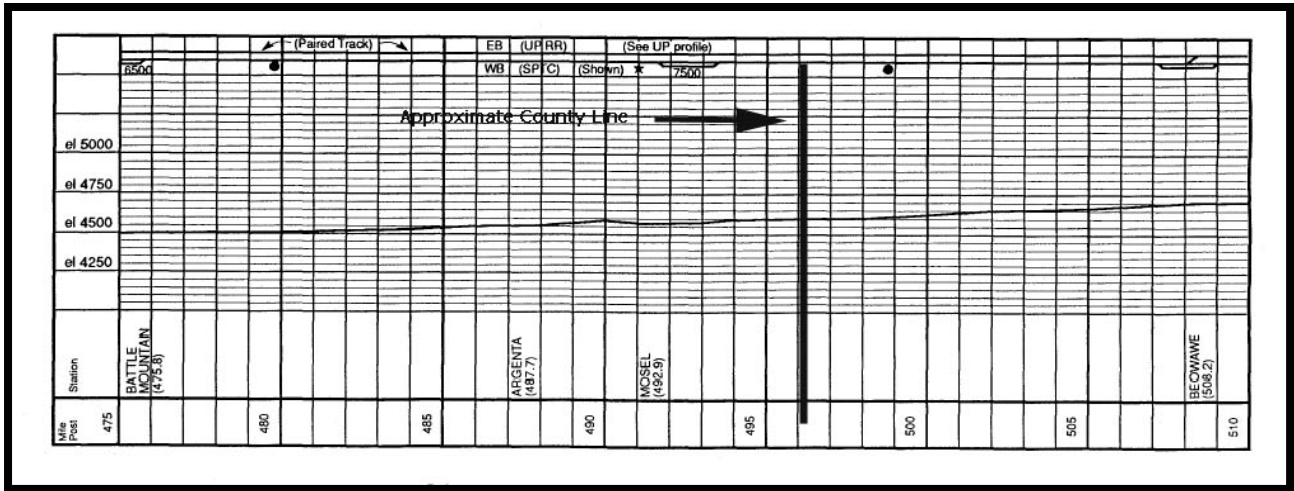 (Paired Track) EB (UP RR) (See UP profile)
6500 WB (SPTC) (Shown) ★ 7500
Approximate County Line
el 5000
el 4750
el 4500
el 4250
Station
BATTLE
MOUNTAIN
(475.8)
ARGENTA
(487.7)
MOSEL
(492.9)
BEOWAWE
(508.2)
Mile
Post
475 480 485 490 495 500 505 510